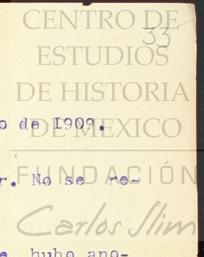 CENTRO DE
33
ESTUDIOS
DE HISTORIA
o de 1909.
DE MEXICO
r. No se re-
FUNDACIÓN
Carlos Slim
hubo ano-